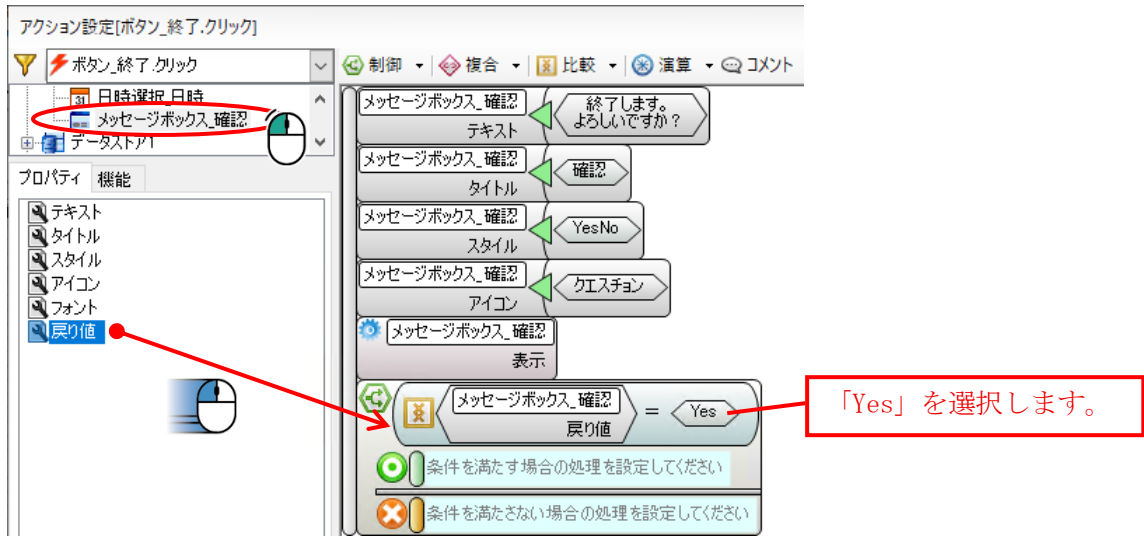 アクション設定[ボタン_終了.クリック]
ボタン_終了.クリック
制御 複合 比較 演算 コメント
31 日時選択_日時
メッセージボックス_確認
データストア1
プロパティ 機能
テキスト
タイトル
スタイル
アイコン
フォント
戻り値
メッセージボックス_確認
テキスト
終了します。
よろしいですか?
メッセージボックス_確認
タイトル
確認
メッセージボックス_確認
スタイル
YesNo
メッセージボックス_確認
アイコン
クエスチョン
メッセージボックス_確認
表示
メッセージボックス_確認
戻り値
= Yes
条件を満たす場合の処理を設定してください
条件を満たさない場合の処理を設定してください
「Yes」を選択します。